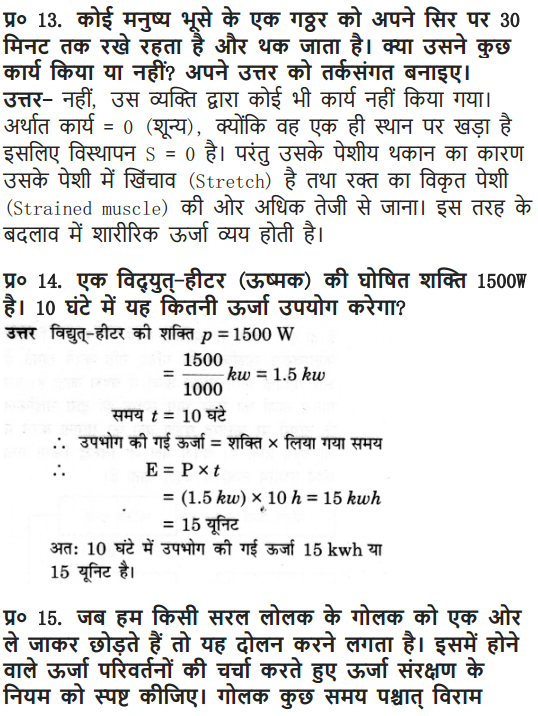 प्र० 13. कोई मनुष्य भूसे के एक गठ्ठर को अपने सिर पर 30
मिनट तक रखे रहता है और थक जाता है। क्या उसने कुछ
कार्य किया या नहीं? अपने उत्तर को तर्कसंगत बनाइए।
उत्तर– नहीं, उस व्यक्ति द्वारा कोई भी कार्य नहीं किया गया।
अर्थात कार्य = 0 (शून्य), क्योंकि वह एक ही स्थान पर खड़ा है
इसलिए विस्थापन S = 0 है। परंतु उसके पेशीय थकान का कारण
उसके पेशी में खिंचाव (Stretch) है तथा रक्त का विकृत पेशी
(Strained muscle) की ओर अधिक तेजी से जाना। इस तरह के
बदलाव में शारीरिक ऊर्जा व्यय होती है।
प्र० 14. एक विद्युत्-हीटर (ऊष्मक) की घोषित शक्ति 1500W
है। 10 घंटे में यह कितनी ऊर्जा उपयोग करेगा?
उत्तर विद्युत्-हीटर की शक्ति p = 1500 W
= 1500/1000 kw = 1.5 kw
समय t = 10 घंटे
∴ उपभोग की गई ऊर्जा = शक्ति × लिया गया समय
∴ E = P × t
= (1.5 kw) × 10 h = 15 kwh
= 15 यूनिट
अतः 10 घंटे में उपभोग की गई ऊर्जा 15 kwh या
15 यूनिट है।
प्र० 15. जब हम किसी सरल लोलक के गोलक को एक ओर
ले जाकर छोड़ते हैं तो यह दोलन करने लगता है। इसमें होने
वाले ऊर्जा परिवर्तनों की चर्चा करते हुए ऊर्जा संरक्षण के
नियम को स्पष्ट कीजिए। गोलक कुछ समय पश्चात् विराम